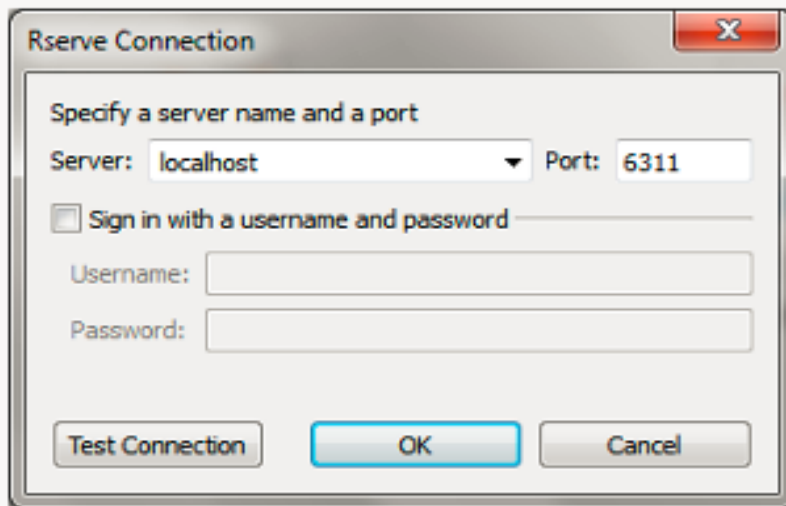 Rserve Connection
Specify a server name and a port
Server: localhost Port: 6311
Sign in with a username and password
Username:
Password:
Test Connection OK Cancel